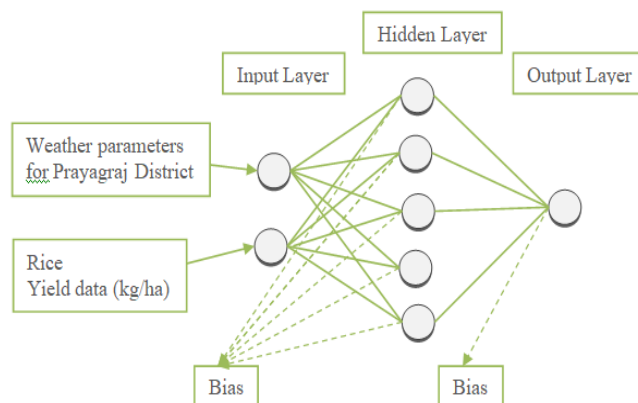 Hidden Layer
Input Layer
Output Layer
Weather parameters
for Prayagraj District
Rice
Yield data (kg/ha)
Bias
Bias